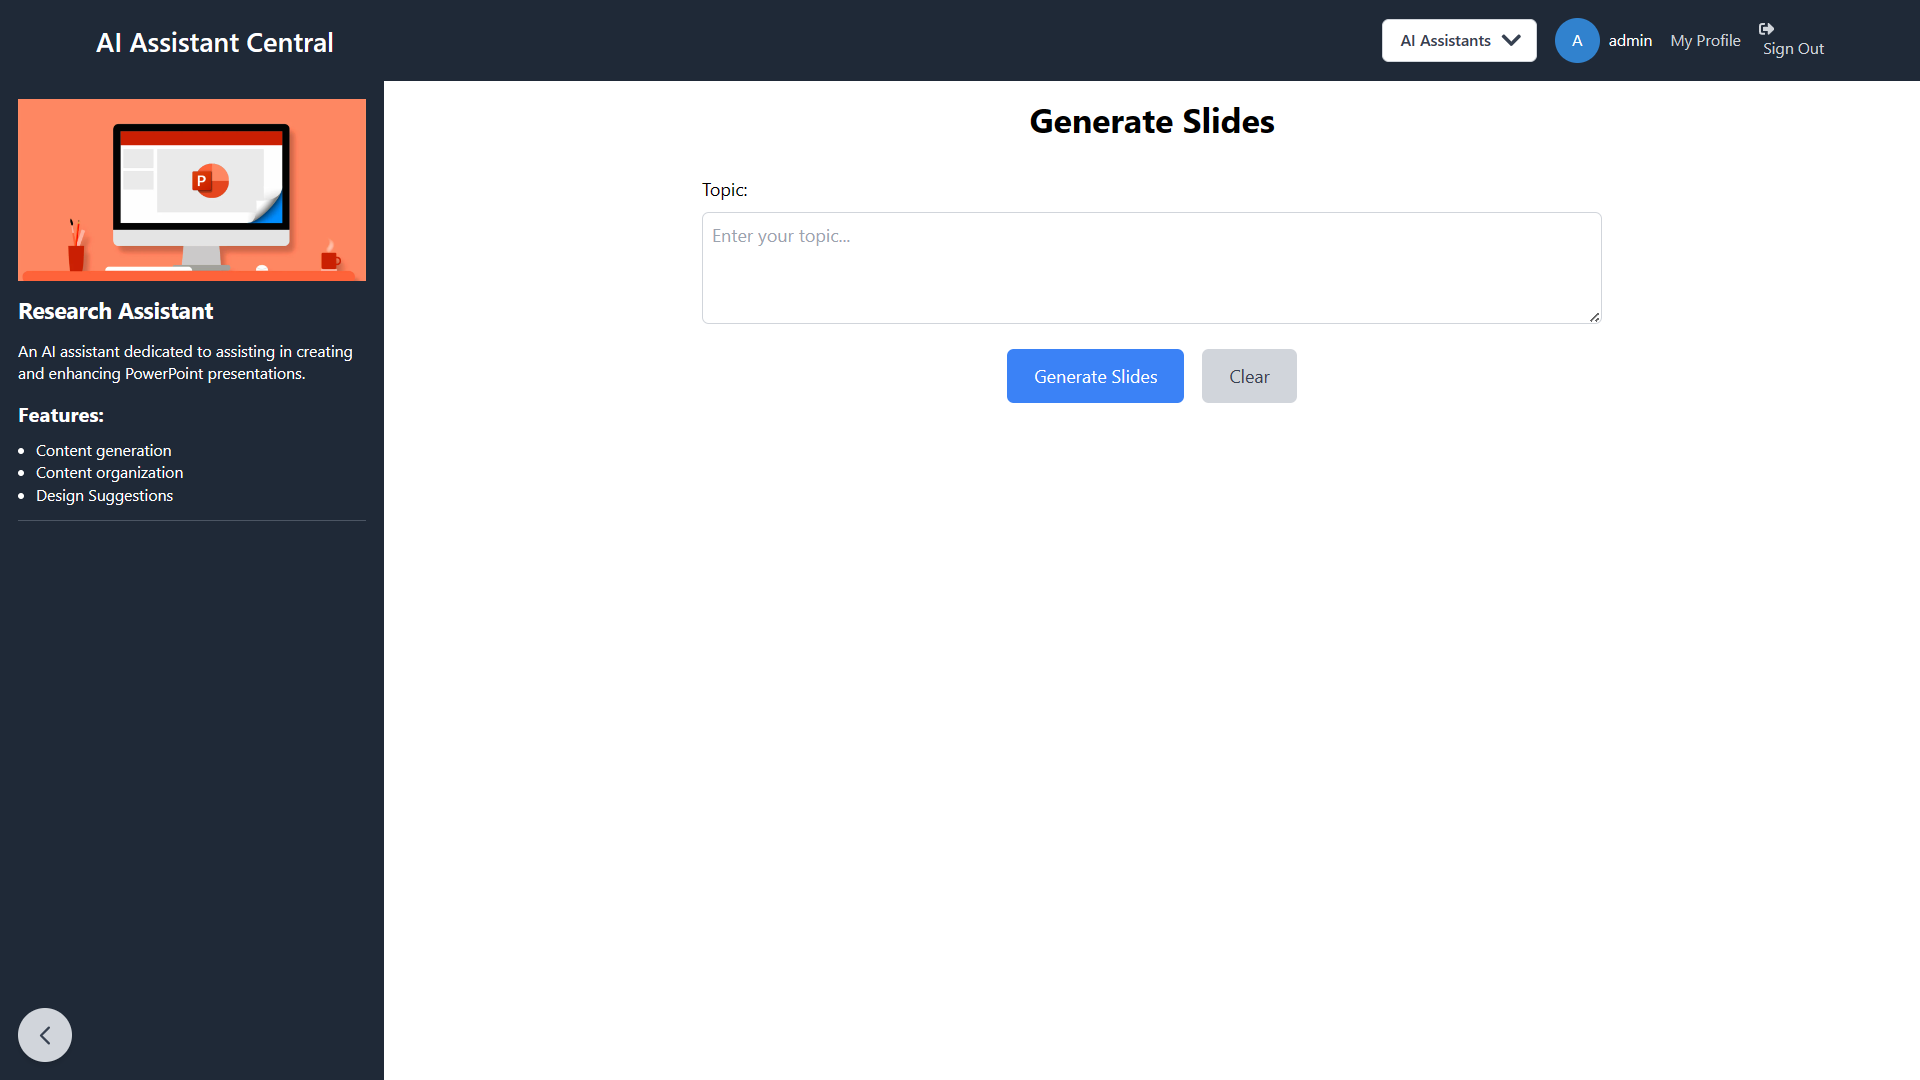 AI Assistant Central
AI Assistants
A
admin
My Profile
Sign Out
P
Research Assistant
An AI assistant dedicated to assisting in creating
and enhancing PowerPoint presentations.
Features:
Content generation
Content organization
Design Suggestions
Generate Slides
Topic:
Enter your topic...
Generate Slides
Clear